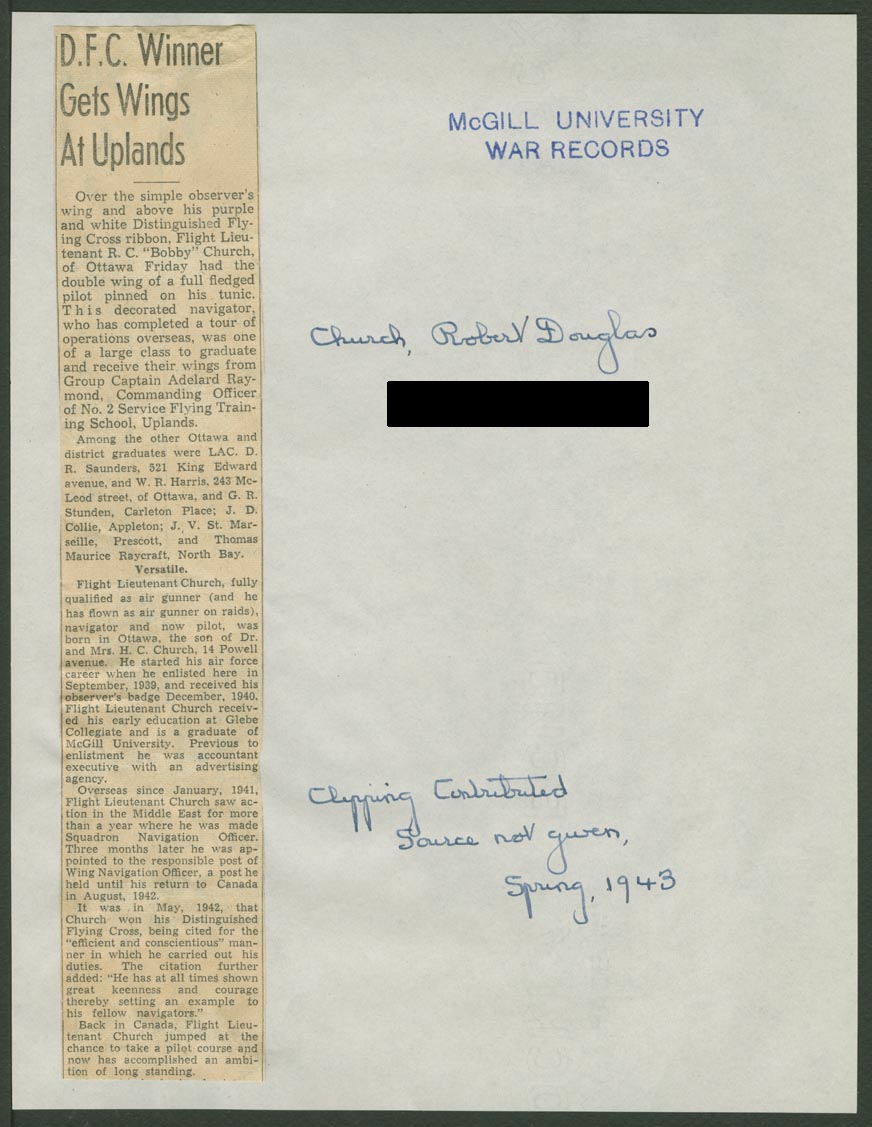 D.F.C. Winner
Gets Wings
At Uplands
Over the simple observer's
wing and above his purple
and white Distinguished Fly-
ing Cross ribbon, Flight Lieu-
tenant R. C. "Bobby" Church,
of Ottawa Friday had the
double wing of a full fledged
pilot pinned on his tunic.
This decorated navigator,
who has completed a tour of
operations overseas, was one
of a large class to graduate
and receive their wings from
Group Captain Adelard Ray-
mond, Commanding Officer
of No. 2 Service Flying Train-
ing School, Uplands.
Among the other Ottawa and
district graduates were LAC. D.
R. Saunders, 521 King Edward
avenue, and W. R. Harris, 243 Mc-
Leod street, of Ottawa, and G. R.
Stunden, Carleton Place; J. D.
Collie, Appleton; J. V. St. Mar-
seille, Prescott, and Thomas
Maurice Raycraft, North Bay.
Versatile.
Flight Lieutenant Church, fully
qualified as air gunner (and he
has flown as air gunner on raids),
navigator and now pilot, was
born in Ottawa, the son of Dr.
and Mrs. H. C. Church, 14 Powell
avenue. He started his air force
career when he enlisted here in
September, 1939, and received his
observer's badge December, 1940.
Flight Lieutenant Church receiv-
ed his early education at Glebe
Collegiate and is a graduate of
McGill University. Previous to
enlistment he was accountant
executive with an advertising
agency.
Overseas since January, 1941,
Flight Lieutenant Church saw ac-
tion in the Middle East for more
than a year where he was made
Squadron Navigation Officer.
Three months later he was ap-
pointed to the responsible post of
Wing Navigation Officer, a post he
held until his return to Canada
in August, 1942.
It was in May, 1942, that
Church won his Distinguished
Flying Cross, being cited for the
"efficient and conscientious" man-
ner in which he carried out his
duties. The citation further
added: "He has at all times shown
great keenness and courage
thereby setting an example to
his fellow navigators."
Back in Canada, Flight Lieu-
tenant Church jumped at the
chance to take a pilot course and
now has accomplished an ambi-
tion of long standing.
McGILL UNIVERSITY
WAR RECORDS
Church, Robert Douglas
Clipping Contributed
Source not given,
Spring, 1943